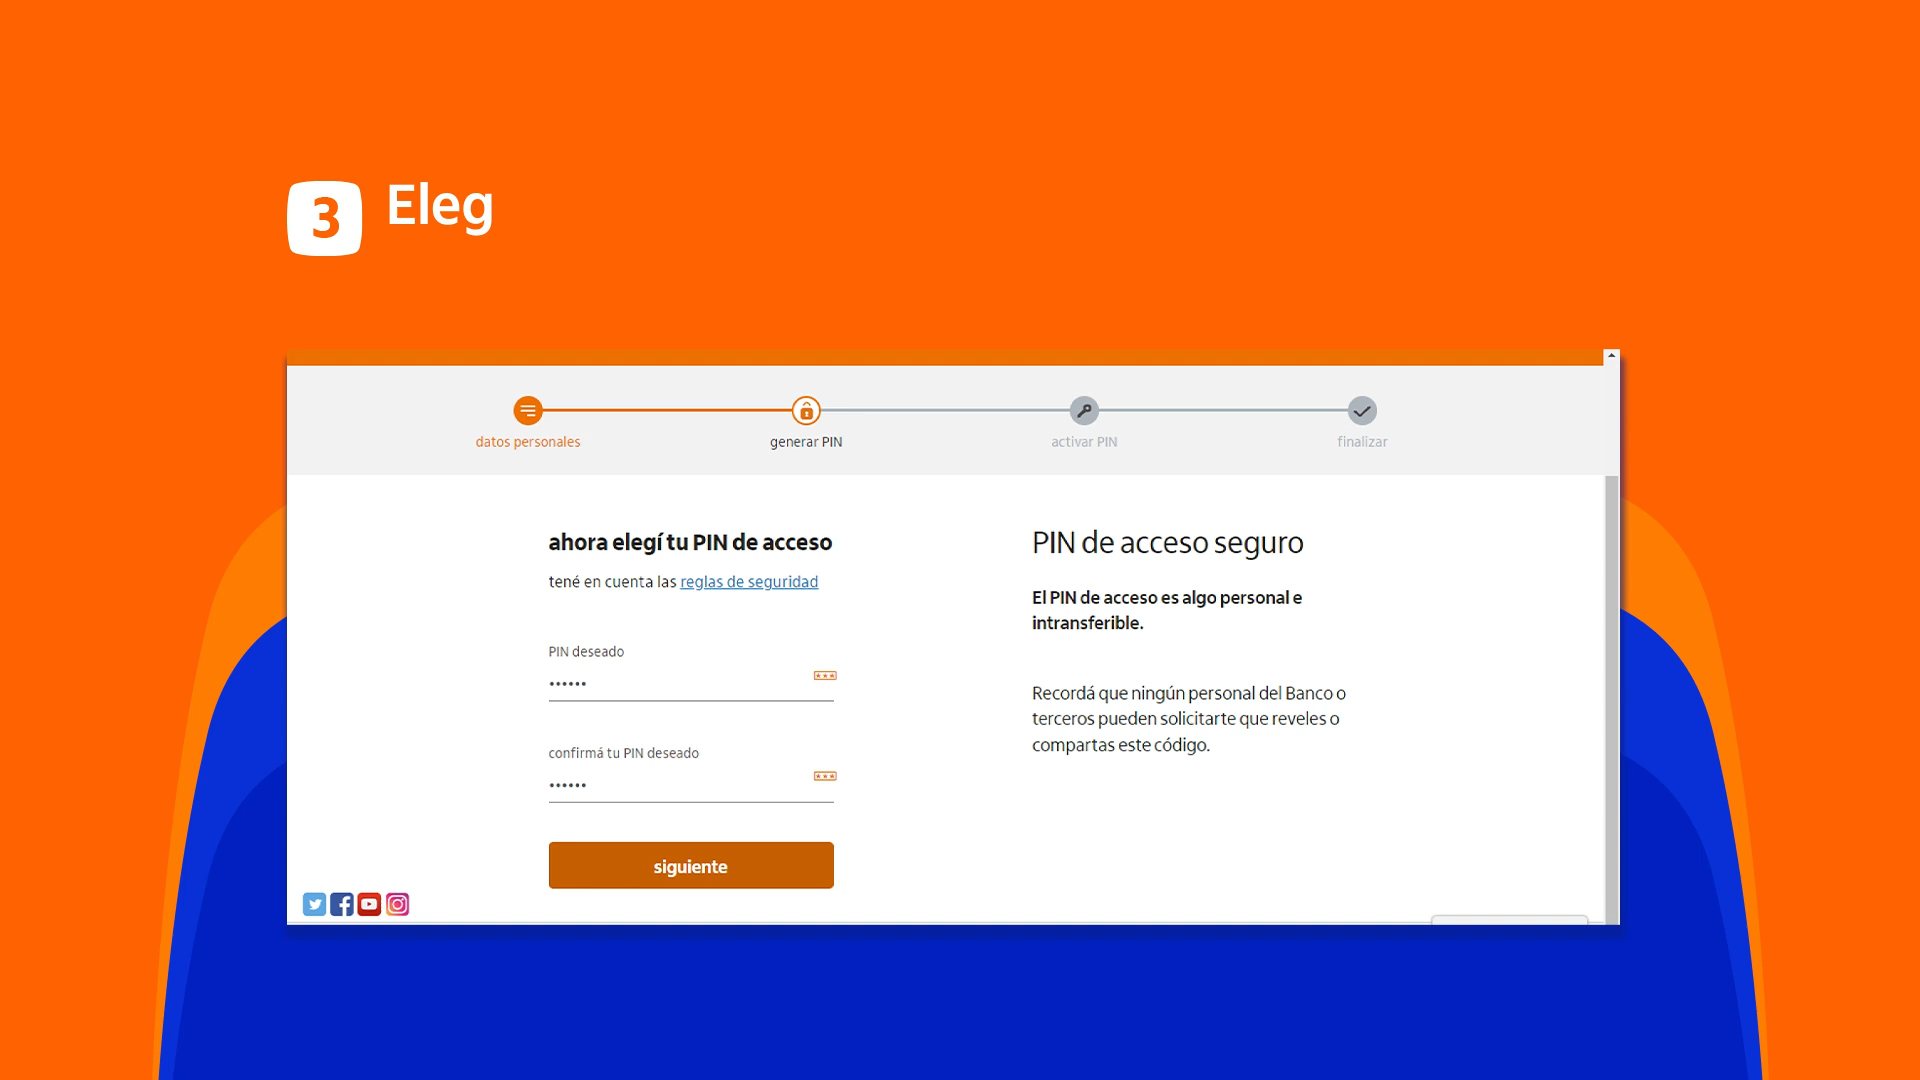 3 Eleg
datos personales
generar PIN
activar PIN
finalizar
ahora elegí tu PIN de acceso
tené en cuenta las reglas de seguridad
PIN deseado
••••••
confirmá tu PIN deseado
••••••
siguiente
PIN de acceso seguro
El PIN de acceso es algo personal e
intransferible.
Recordá que ningún personal del Banco o
terceros pueden solicitarte que reveles o
compartas este código.